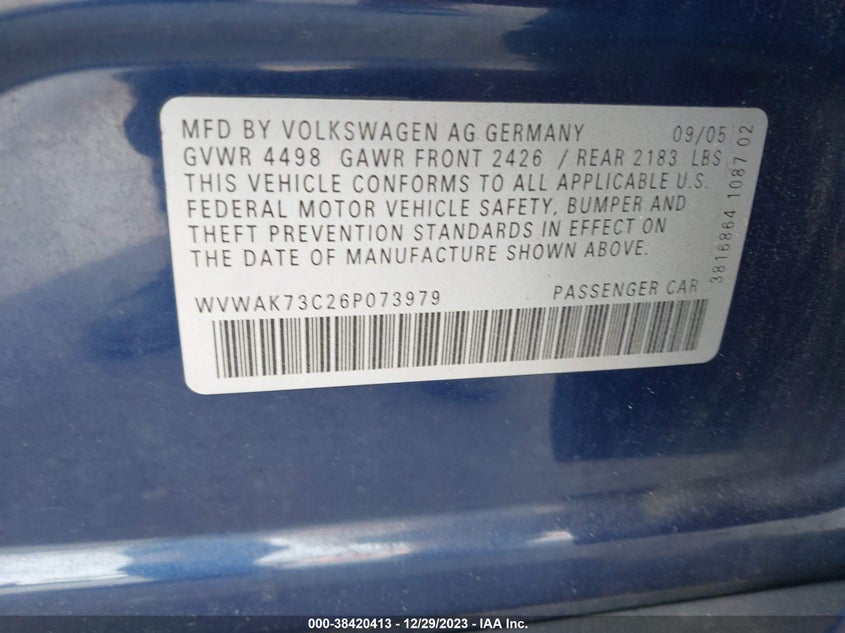 MFD BY VOLKSWAGEN AG GERMANY 09/05
GVWR 4498 GAWR FRONT 2426 / REAR 2183 LBS
THIS VEHICLE CONFORMS TO ALL APPLICABLE U.S.
FEDERAL MOTOR VEHICLE SAFETY, BUMPER AND
THEFT PREVENTION STANDARDS IN EFFECT ON
THE DATE OF MANUFACTURE SHOWN ABOVE.
WVWAK73C26P073979 PASSENGER CAR
3816864 1087 02
000-38420413 - 12/29/2023 - IAA Inc.